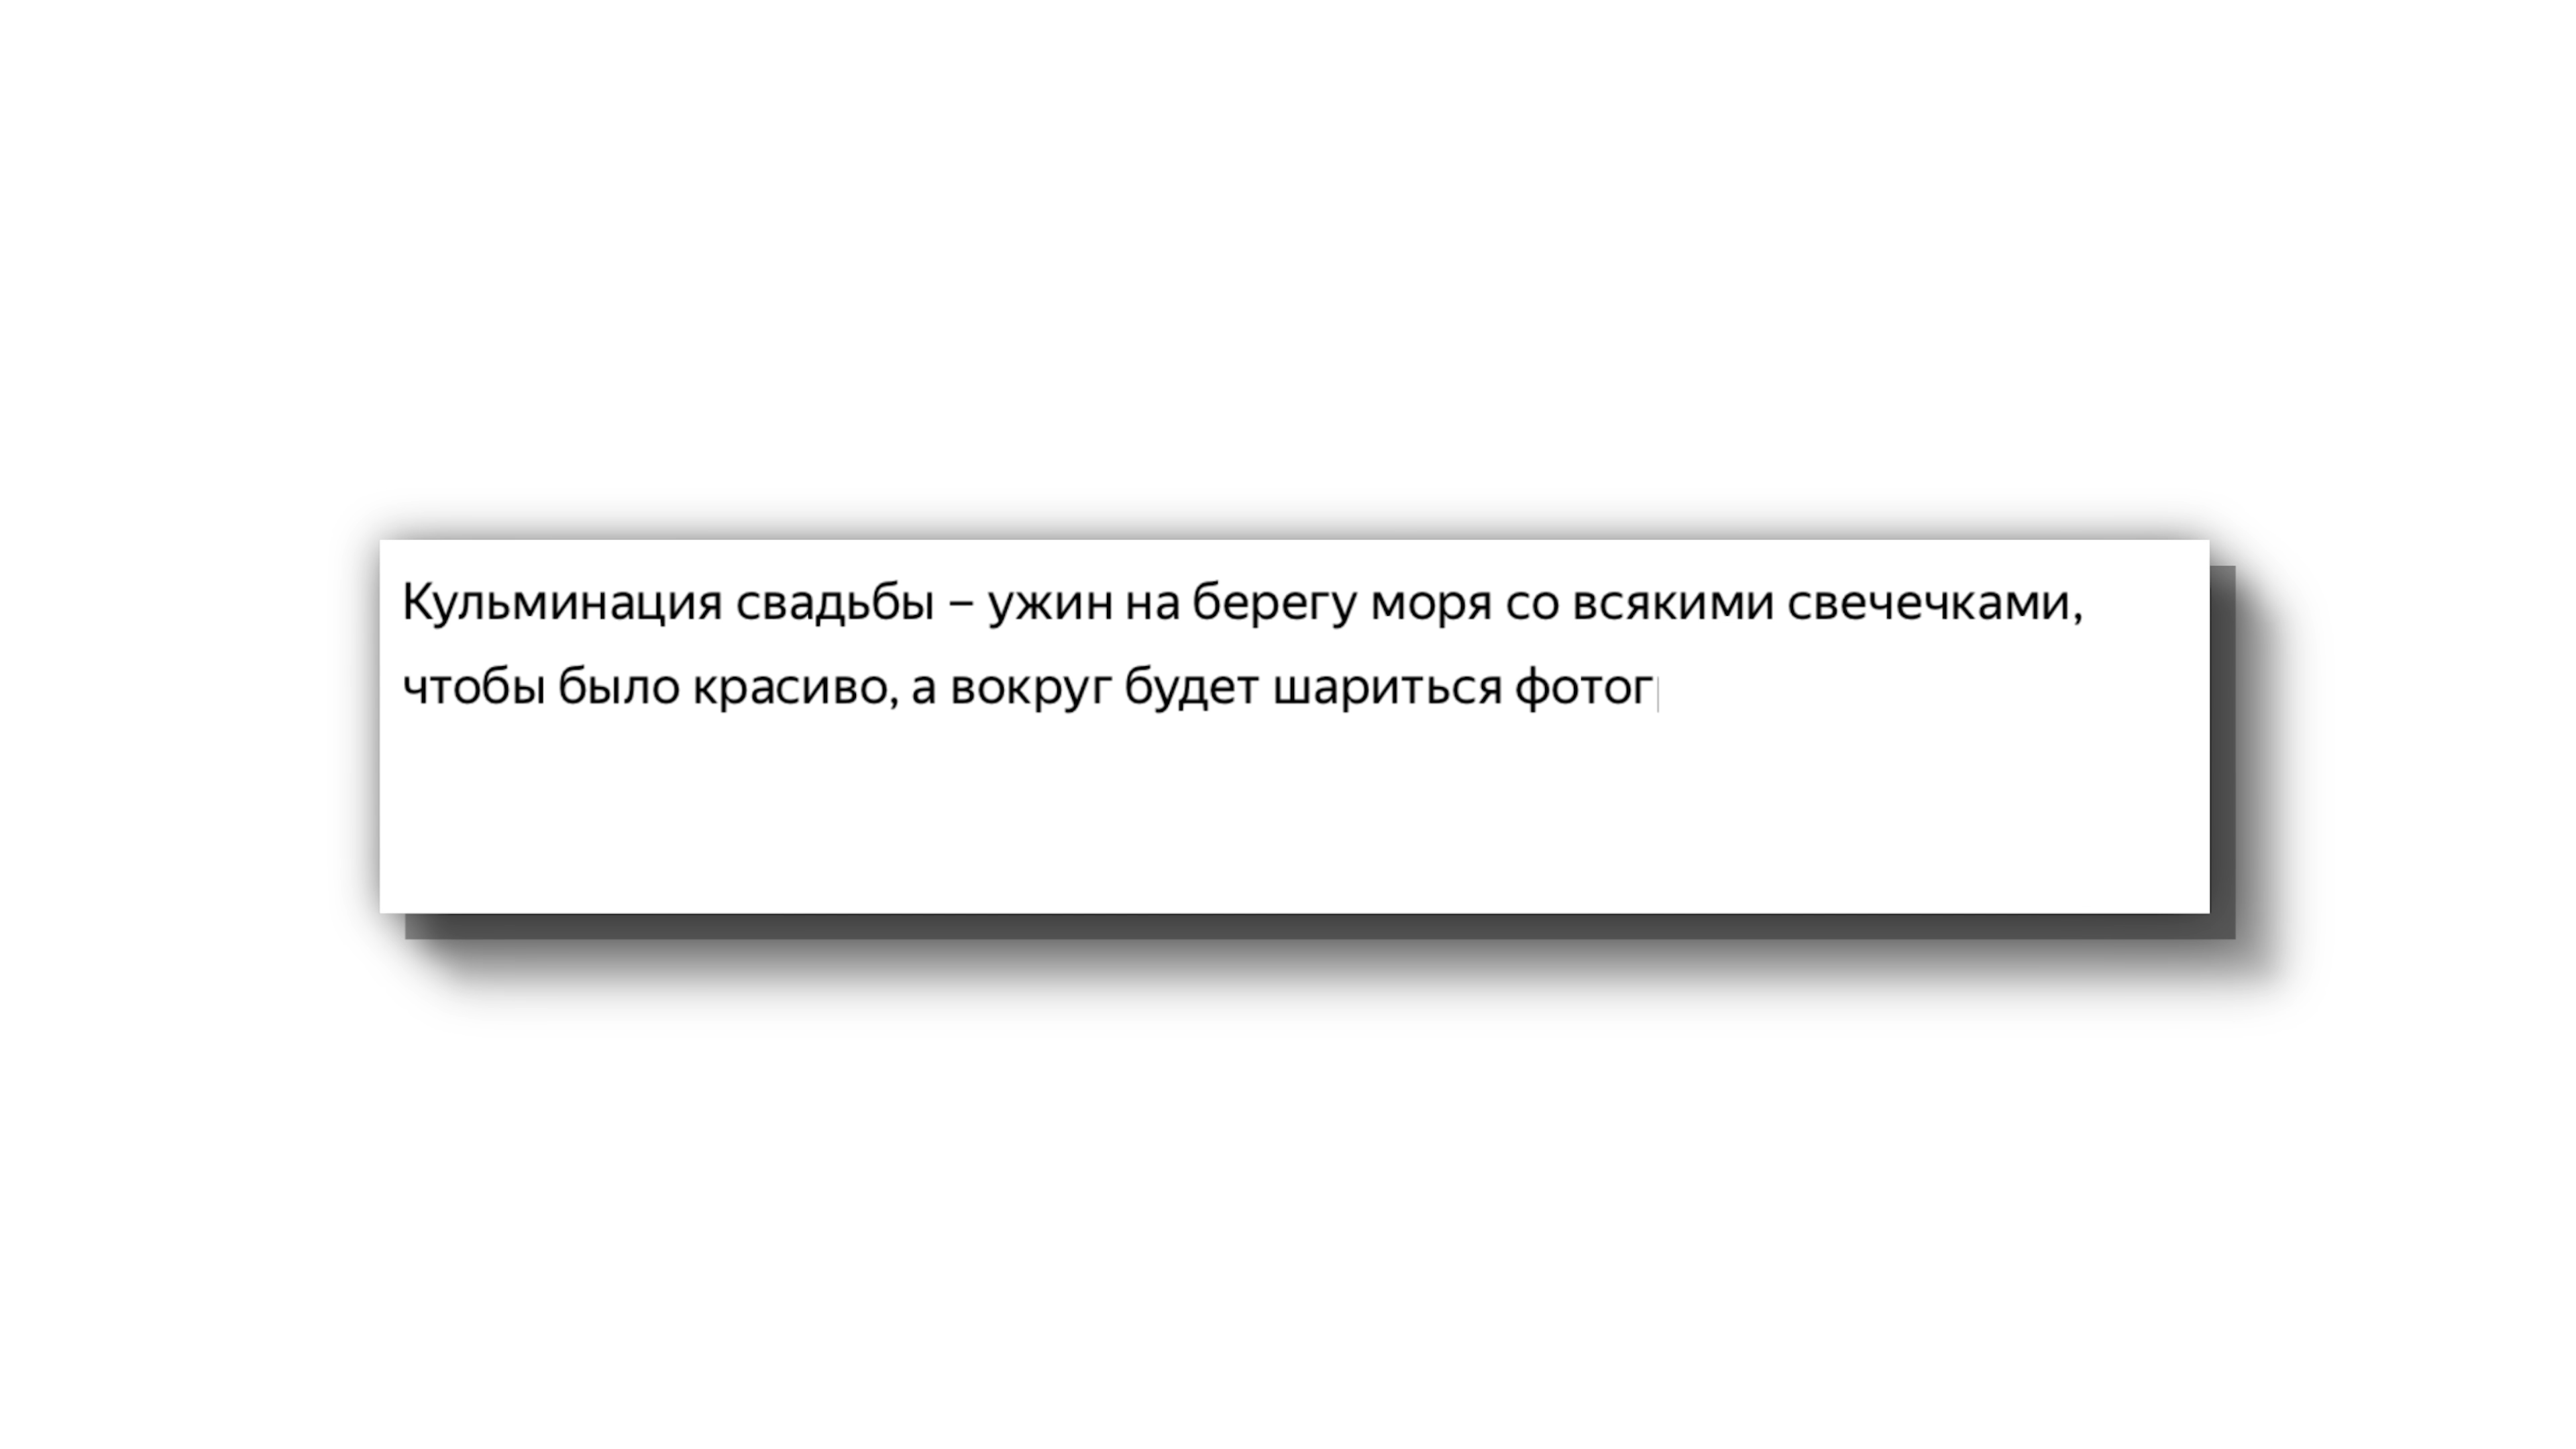 Кульминация свадьбы – ужин на берегу моря со всякими свечечками,
чтобы было красиво, а вокруг будет шариться фотог